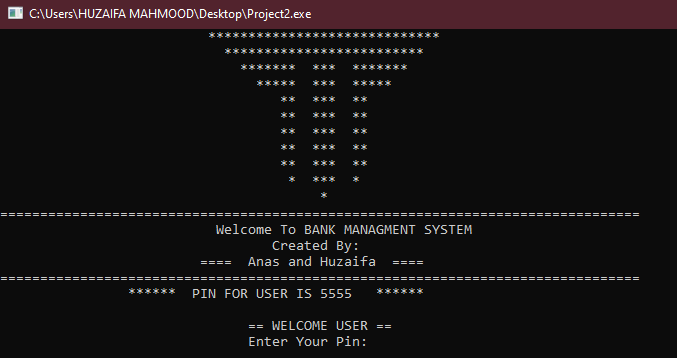 C:\Users\HUZAIFA MAHMOOD\Desktop\Project2.exe
*****************************
*************************
******* *** *******
***** *** *****
** *** **
** *** **
** *** **
** *** **
** *** **
* *** *
*
================================================================================
Welcome To BANK MANAGMENT SYSTEM
Created By:
==== Anas and Huzaifa ====
================================================================================
****** PIN FOR USER IS 5555 ******
== WELCOME USER ==
Enter Your Pin: